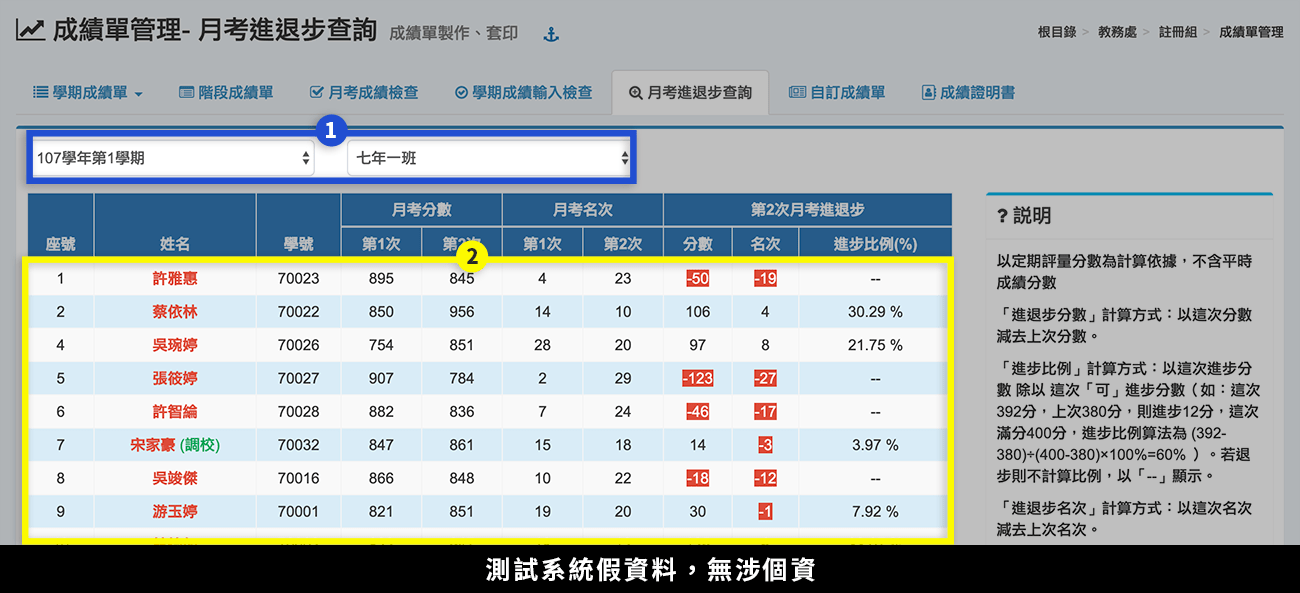 成績單管理- 月考進退步查詢 成績單製作、套印
根目錄 > 教務處 > 註冊組 > 成績單管理
學期成績單 階段成績單 月考成績檢查 學期成績輸入檢查 月考進退步查詢 自訂成績單 成績證明書
1
107學年第1學期 七年一班
月考分數 月考名次 第2次月考進退步
座號 姓名 學號 第1次 第2次 第1次 第2次 分數 名次 進步比例(%)
2
1 許雅惠 70023 895 845 4 23 -50 -19 --
2 蔡依林 70022 850 956 14 10 106 4 30.29 %
4 吳琬婷 70026 754 851 28 20 97 8 21.75 %
5 張筱婷 70027 907 784 2 29 -123 -27 --
6 許智綸 70028 882 836 7 24 -46 -17 --
7 宋家豪 (調校) 70032 847 861 15 18 14 -3 3.97 %
8 吳竣傑 70016 866 848 10 22 -18 -12 --
9 游玉婷 70001 821 851 19 20 30 -1 7.92 %
? 說明
以定期評量分數為計算依據，不含平時
成績分數
「進退步分數」計算方式：以這次分數
減去上次分數。
「進步比例」計算方式：以這次進步分
數 除以 這次「可」進步分數（如：這次
392分，上次380分，則進步12分，這次
滿分400分，進步比例算法為 (392-
380)÷(400-380)×100%=60% ）。若退
步則不計算比例，以「--」顯示。
「進退步名次」計算方式：以這次名次
減去上次名次。
測試系統假資料，無涉個資